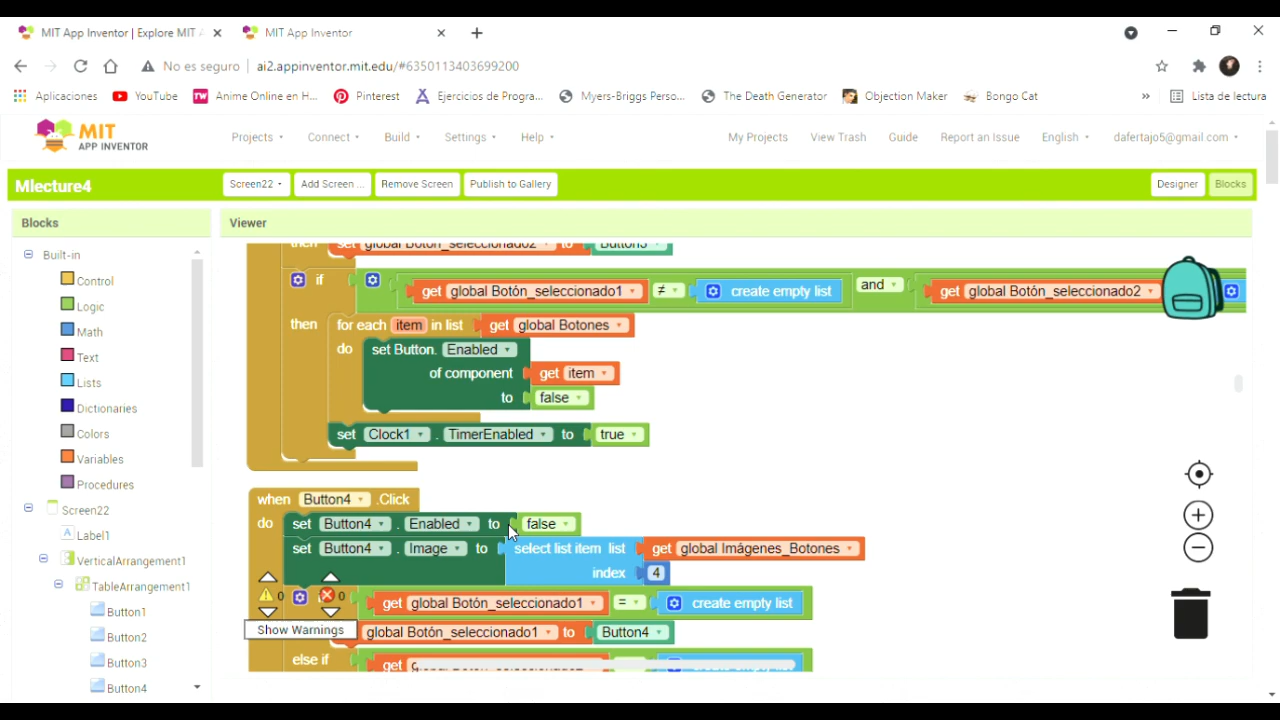 MIT App Inventor | Explore MIT A
MIT App Inventor
No es seguro
ai2.appinventor.mit.edu/#6350113403699200
Aplicaciones
YouTube
TW
Anime Online en H...
Pinterest
Ejercicios de Progra...
Myers-Briggs Perso...
The Death Generator
Objection Maker
Bongo Cat
»
Lista de lectura
MIT
APP INVENTOR
Projects
Connect
Build
Settings
Help
My Projects
View Trash
Guide
Report an Issue
English
dafertajo5@gmail.com
Mlecture4
Screen22
Add Screen ...
Remove Screen
Publish to Gallery
Designer
Blocks
Blocks
Viewer
Built-in
Control
Logic
Math
Text
Lists
Dictionaries
Colors
Variables
Procedures
Screen22
Label1
VerticalArrangement1
TableArrangement1
Button1
Button2
Button3
Button4
then set global Botón_seleccionado2 to Button3
if get global Botón_seleccionado1 ≠ create empty list and get global Botón_seleccionado2
then for each item in list get global Botones
do set Button. Enabled
of component get item
to false
set Clock1 . TimerEnabled to true
when Button4 .Click
do set Button4 . Enabled to false
set Button4 . Image to select list item list get global Imágenes_Botones
index 4
0 0 get global Botón_seleccionado1 = create empty list
Show Warnings global Botón_seleccionado1 to Button4
else if get